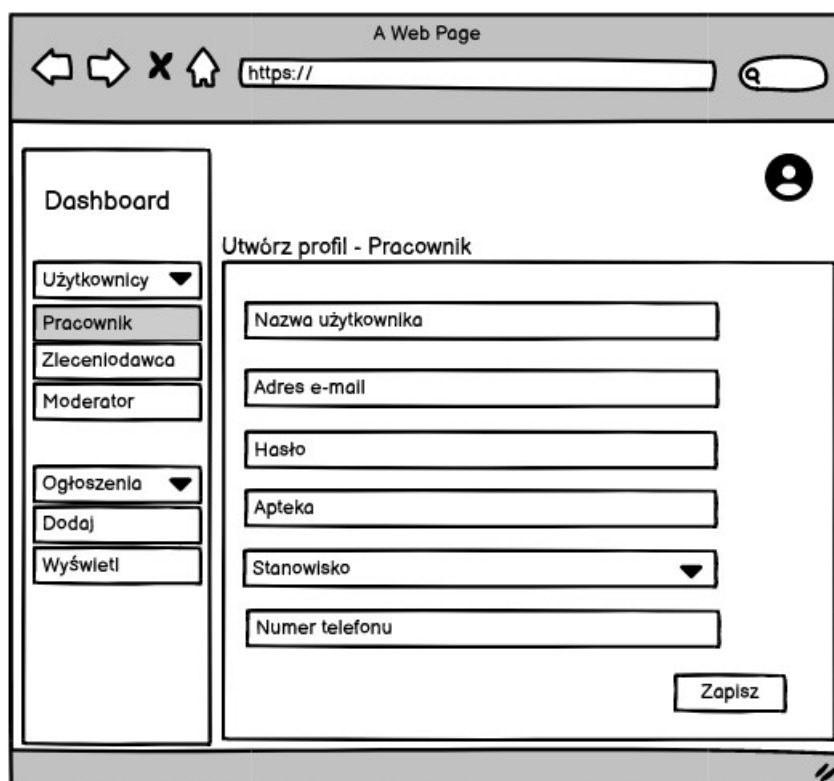 A Web Page
https://
Dashboard
Użytkownicy
Pracownik
Zleceniodawca
Moderator
Ogłoszenia
Dodaj
Wyświetl
Utwórz profil - Pracownik
Nazwa użytkownika
Adres e-mail
Hasło
Apteka
Stanowisko
Numer telefonu
Zapisz